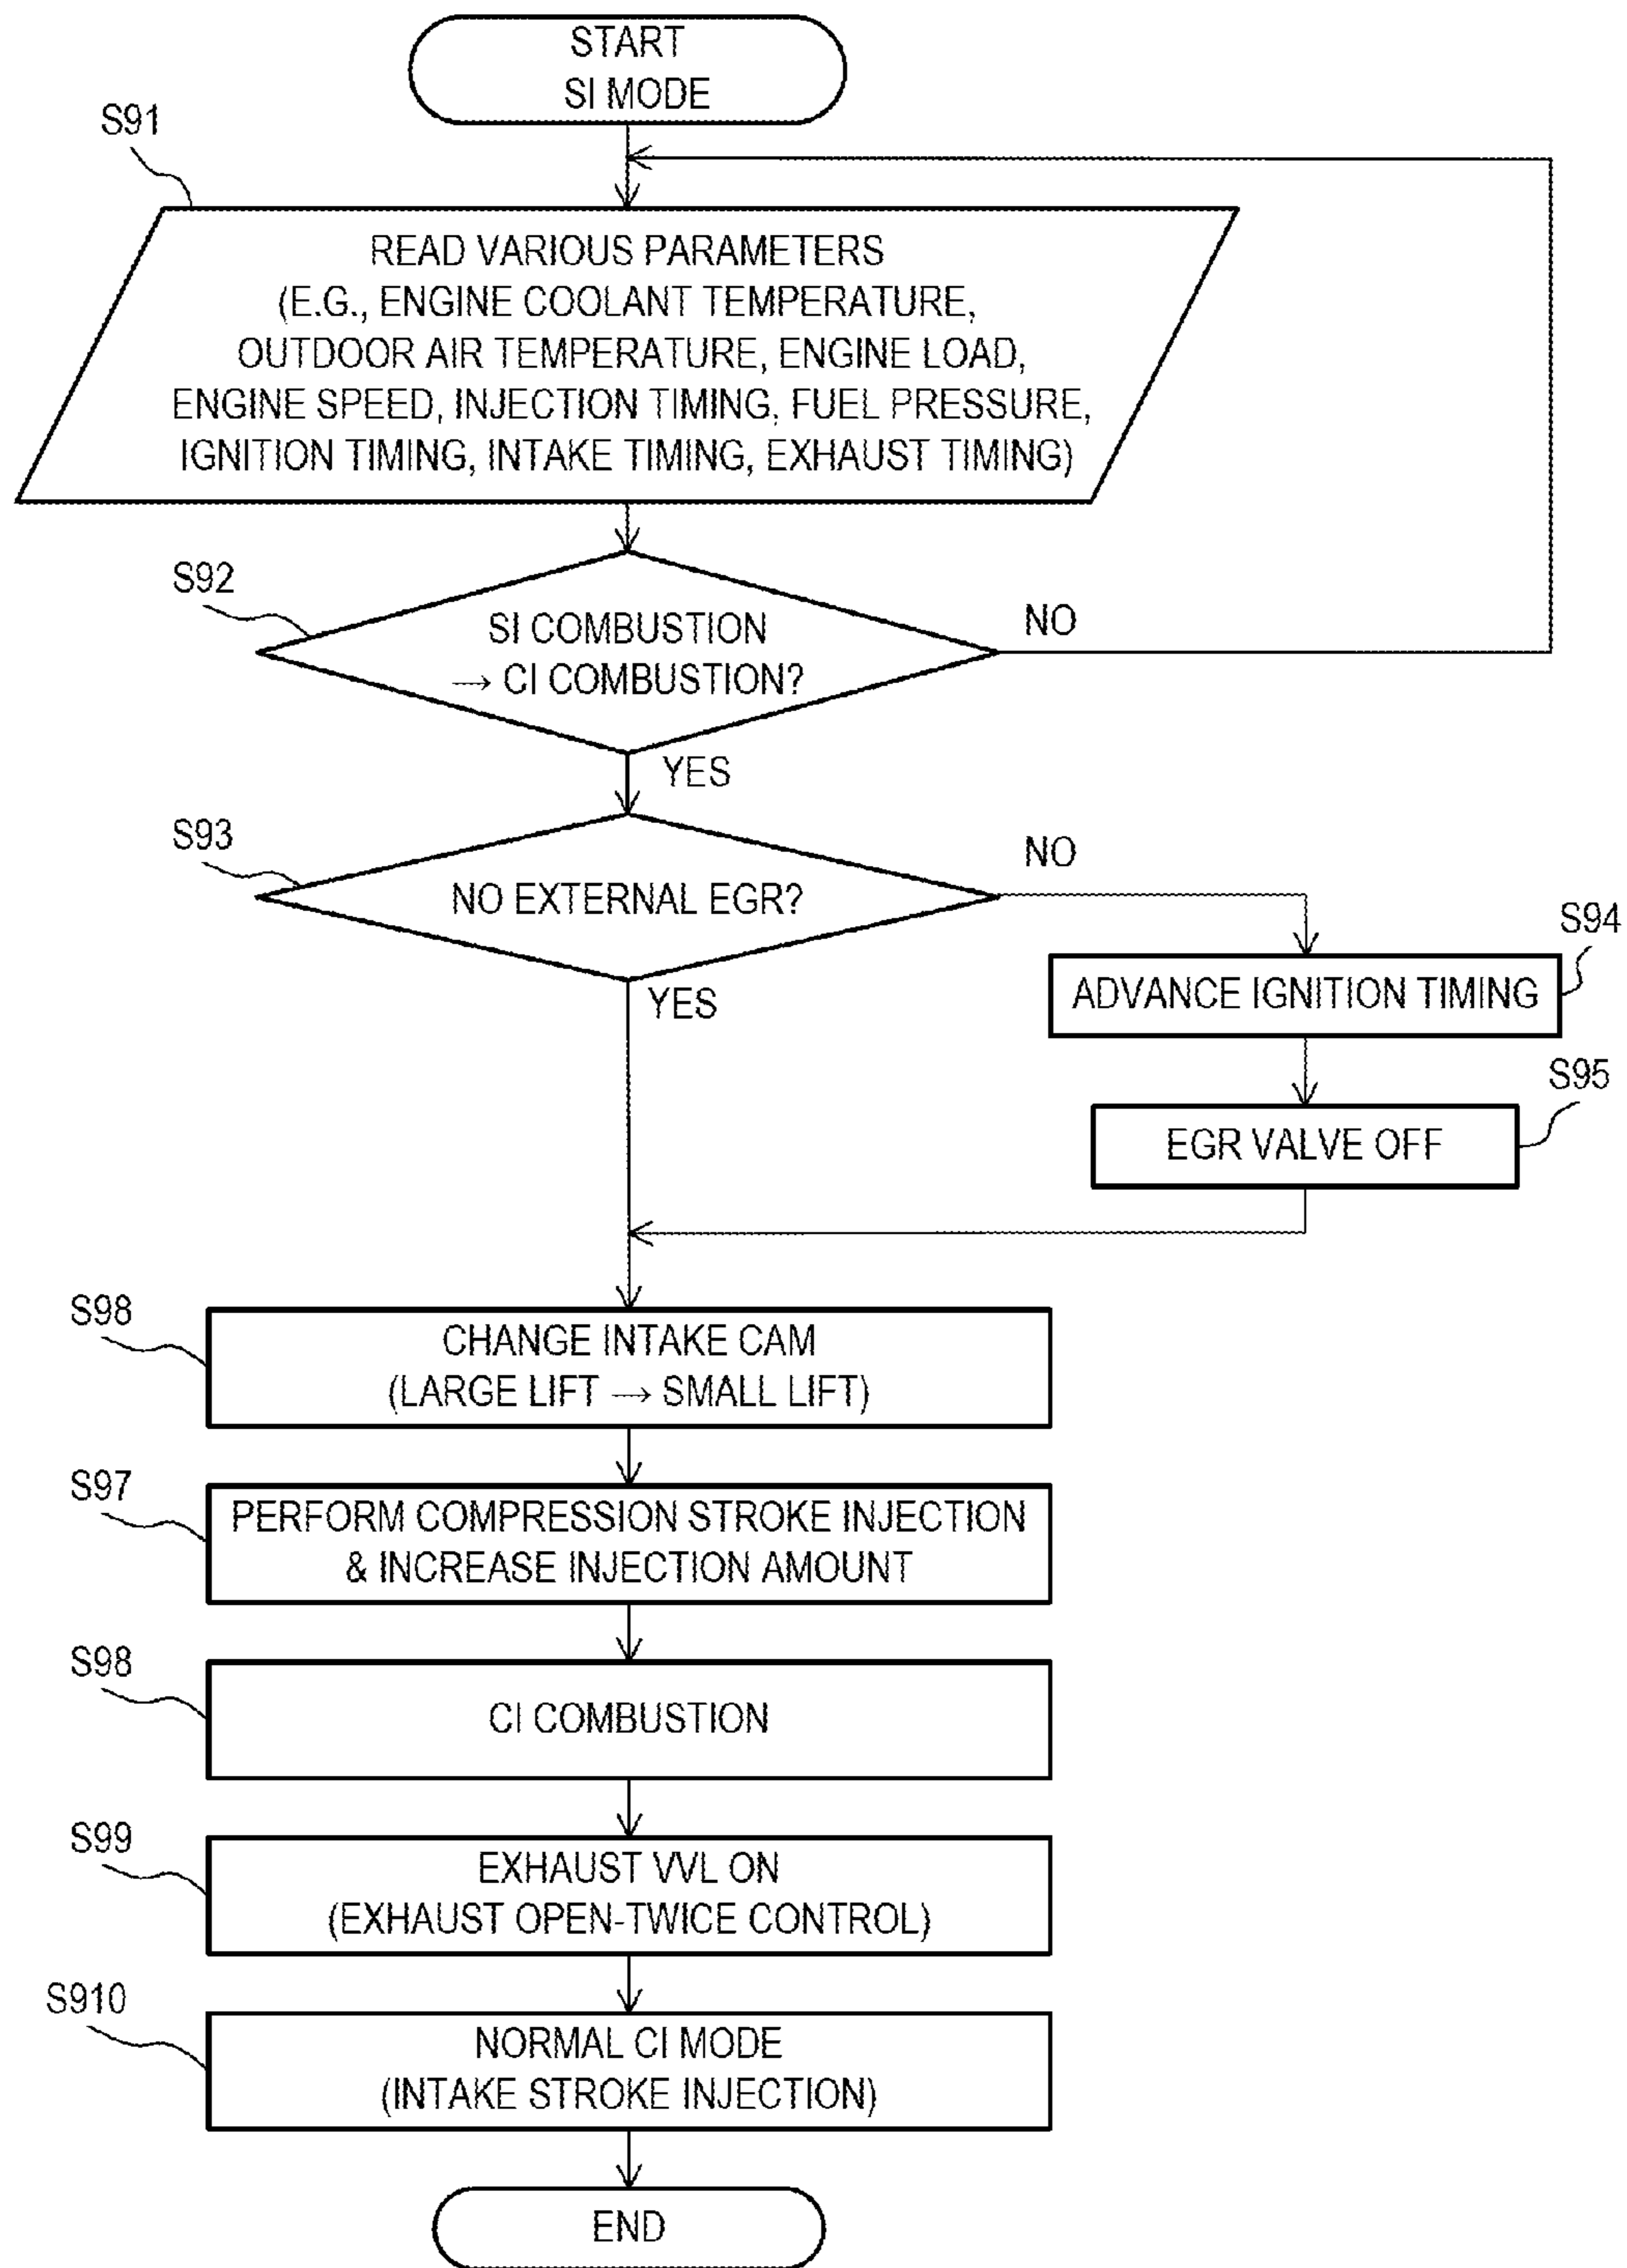 START
SI MODE
S91
READ VARIOUS PARAMETERS
(E.G., ENGINE COOLANT TEMPERATURE,
OUTDOOR AIR TEMPERATURE, ENGINE LOAD,
ENGINE SPEED, INJECTION TIMING, FUEL PRESSURE,
IGNITION TIMING, INTAKE TIMING, EXHAUST TIMING)
S92
SI COMBUSTION
→ CI COMBUSTION?
NO
YES
S93
NO EXTERNAL EGR?
NO
YES
S94
ADVANCE IGNITION TIMING
S95
EGR VALVE OFF
S98
CHANGE INTAKE CAM
(LARGE LIFT → SMALL LIFT)
S97
PERFORM COMPRESSION STROKE INJECTION
& INCREASE INJECTION AMOUNT
S98
CI COMBUSTION
S99
EXHAUST VVL ON
(EXHAUST OPEN-TWICE CONTROL)
S910
NORMAL CI MODE
(INTAKE STROKE INJECTION)
END